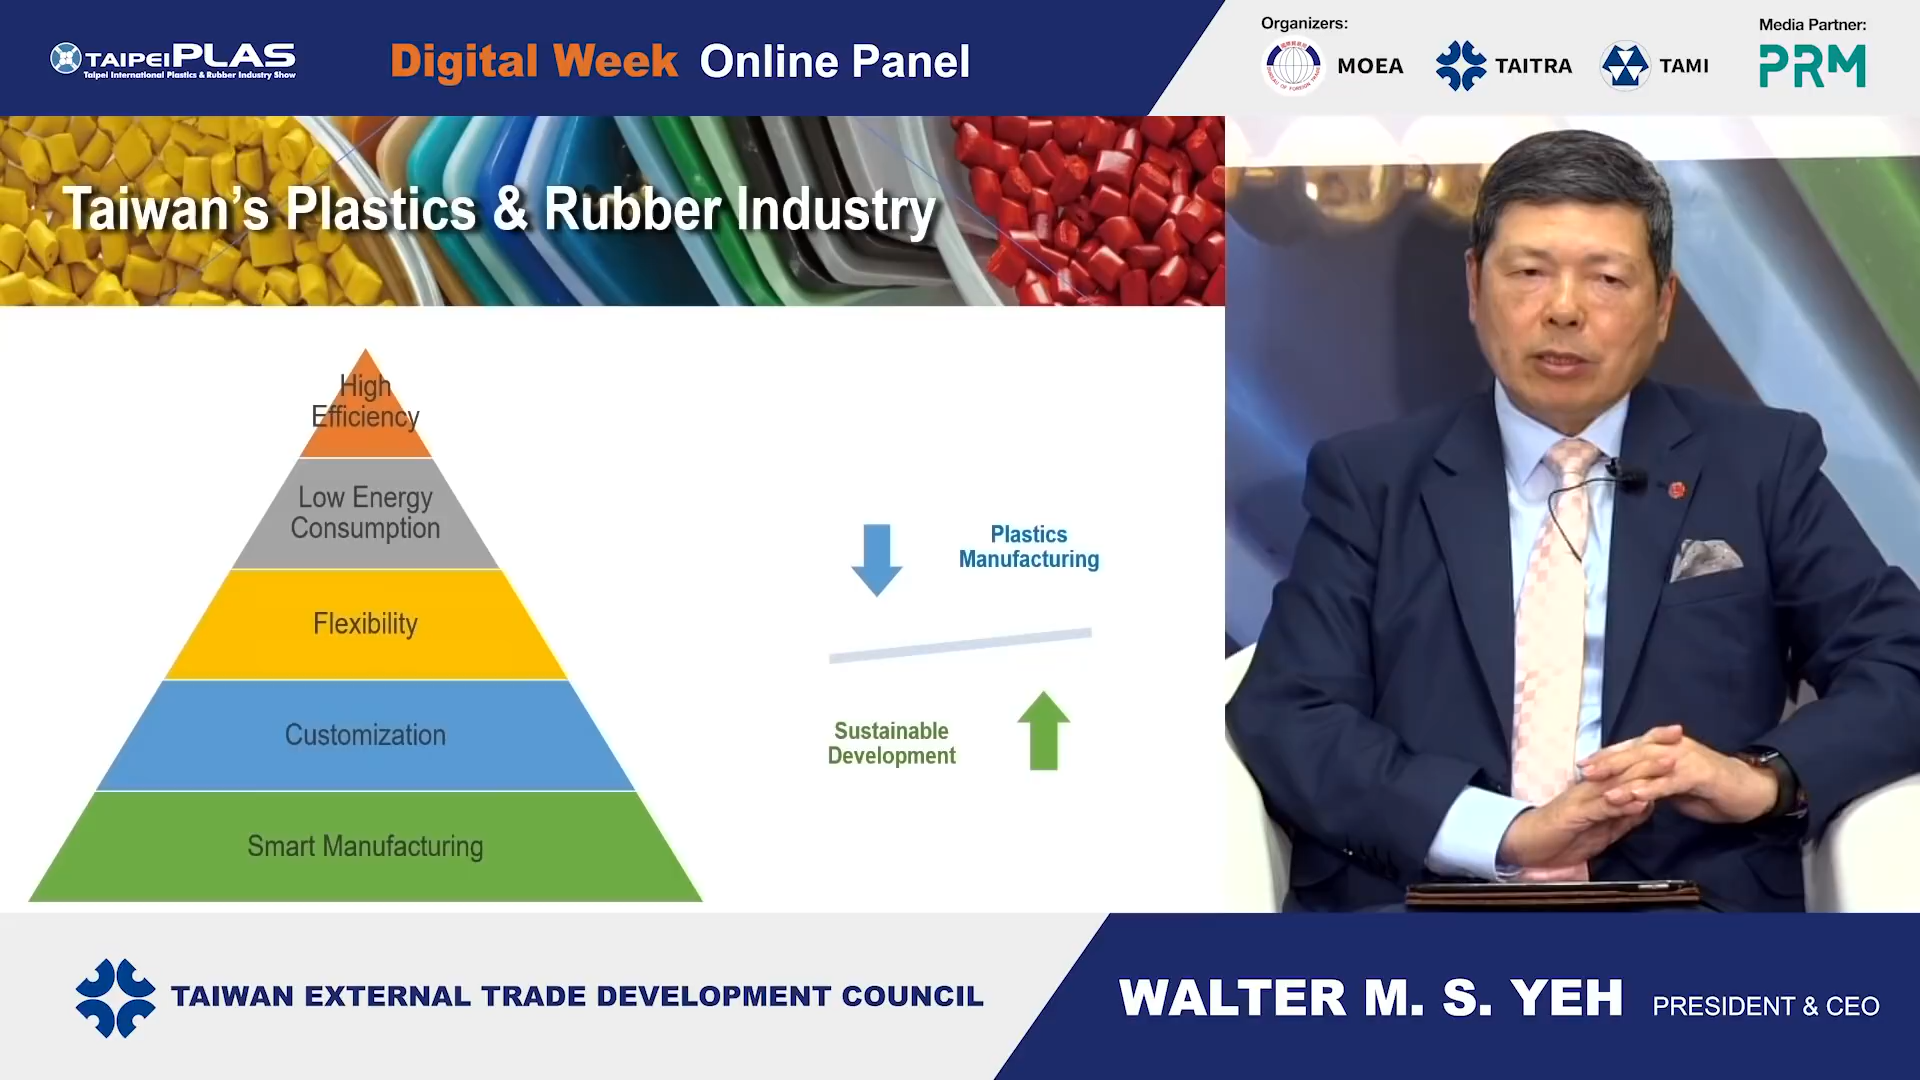 TAIPEIPLAS
Taipei International Plastics & Rubber Industry Show
Digital Week Online Panel
Organizers:
MOEA
TAITRA
TAMI
Media Partner:
PRM
Taiwan's Plastics & Rubber Industry
High
Efficiency
Low Energy
Consumption
Flexibility
Customization
Smart Manufacturing
Plastics
Manufacturing
Sustainable
Development
TAIWAN EXTERNAL TRADE DEVELOPMENT COUNCIL
WALTER M. S. YEH PRESIDENT & CEO